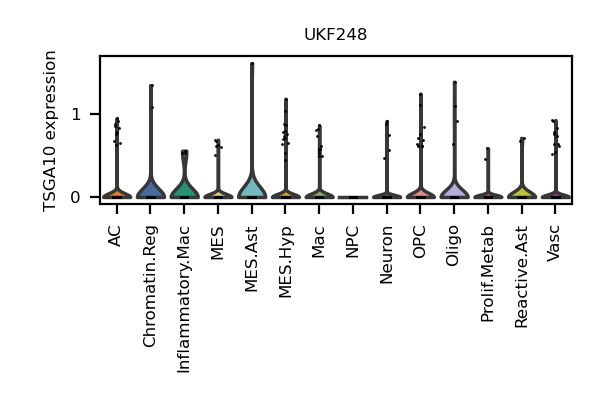 UKF248
TSGA10 expression
1
0
AC
Chromatin.Reg
Inflammatory.Mac
MES
MES.Ast
MES.Hyp
Mac
NPC
Neuron
OPC
Oligo
Prolif.Metab
Reactive.Ast
Vasc